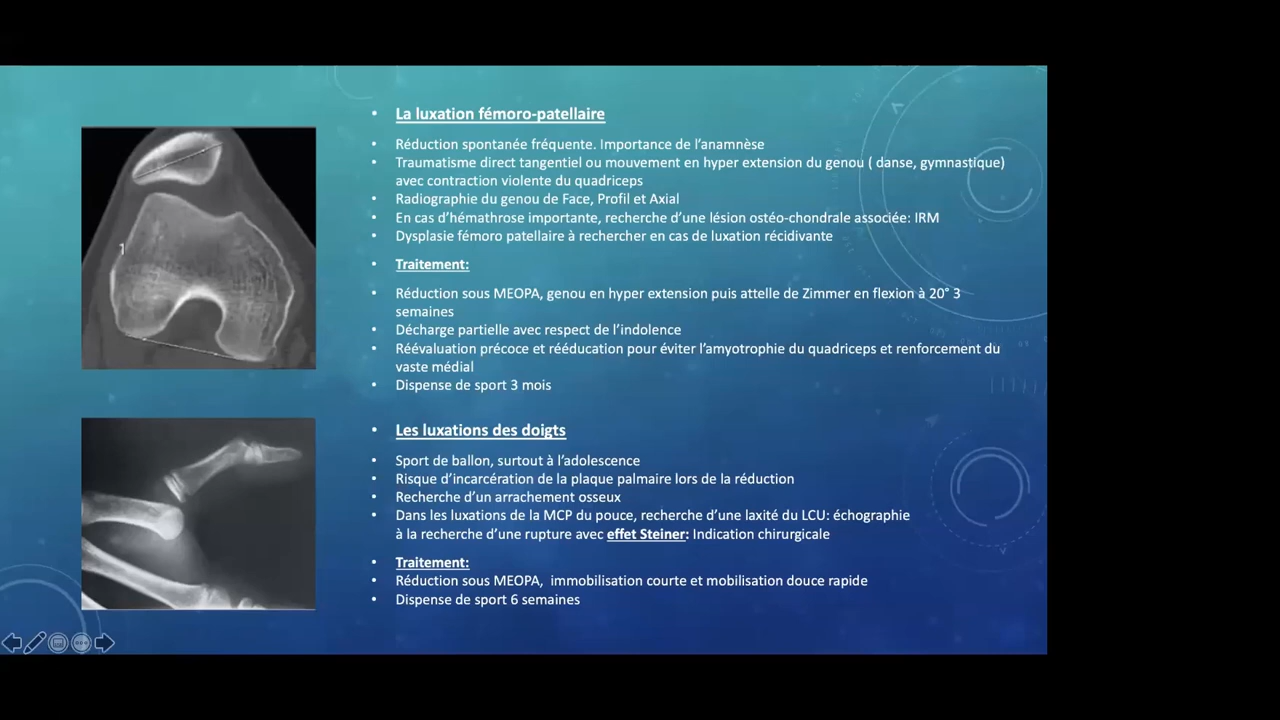 La luxation fémoro-patellaire
Réduction spontanée fréquente. Importance de l'anamnèse
Traumatisme direct tangentiel ou mouvement en hyper extension du genou ( danse, gymnastique)
avec contraction violente du quadriceps
Radiographie du genou de Face, Profil et Axial
En cas d'hémathrose importante, recherche d'une lésion ostéo-chondrale associée: IRM
Dysplasie fémoro patellaire à rechercher en cas de luxation récidivante
Traitement:
Réduction sous MEOPA, genou en hyper extension puis attelle de Zimmer en flexion à 20° 3
semaines
Décharge partielle avec respect de l'indolence
Réévaluation précoce et rééducation pour éviter l'amyotrophie du quadriceps et renforcement du
vaste médial
Dispense de sport 3 mois
1
Les luxations des doigts
Sport de ballon, surtout à l'adolescence
Risque d'incarcération de la plaque palmaire lors de la réduction
Recherche d'un arrachement osseux
Dans les luxations de la MCP du pouce, recherche d'une laxité du LCU: échographie
à la recherche d'une rupture avec effet Steiner: Indication chirurgicale
Traitement:
Réduction sous MEOPA, immobilisation courte et mobilisation douce rapide
Dispense de sport 6 semaines